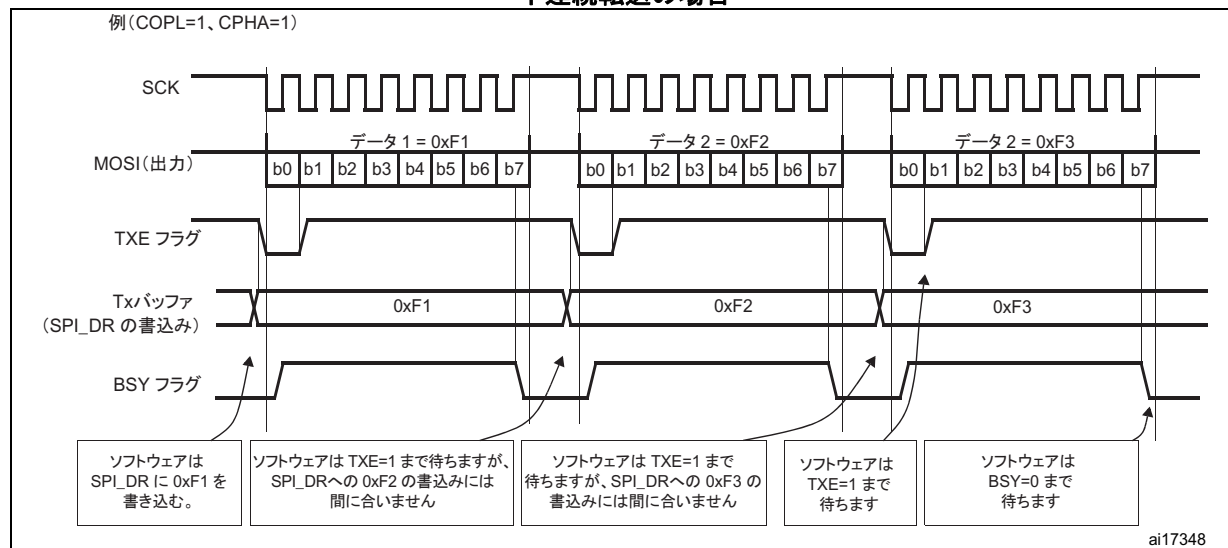 不連続転送の場合
例(COPL=1、CPHA=1)
SCK
データ 1 = 0xF1
データ 2 = 0xF2
データ 2 = 0xF3
MOSI(出力)
b0 b1 b2 b3 b4 b5 b6 b7
b0 b1 b2 b3 b4 b5 b6 b7
b0 b1 b2 b3 b4 b5 b6 b7
TXE フラグ
Txバッファ
(SPI_DR の書込み)
0xF1
0xF2
0xF3
BSY フラグ
ソフトウェアは
SPI_DR に 0xF1 を
書き込む。
ソフトウェアは TXE=1 まで待ちますが、
SPI_DRへの 0xF2 の書込みには
間に合いません
ソフトウェアは TXE=1 まで
待ちますが、SPI_DRへの 0xF3 の
書込みには間に合いません
ソフトウェアは
TXE=1 まで
待ちます
ソフトウェアは
BSY=0 まで
待ちます
ai17348